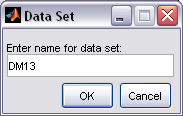 Data Set
Enter name for data set:
DM13
OK
Cancel